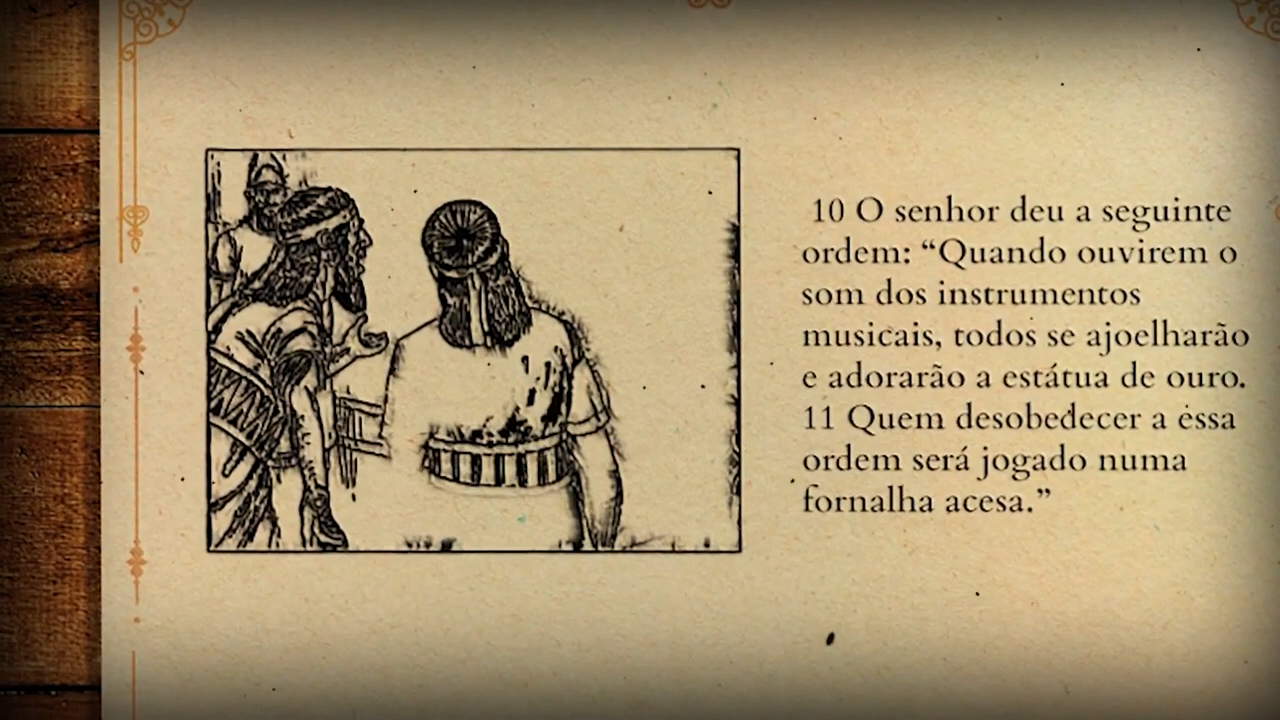 10 O senhor deu a seguinte
ordem: “Quando ouvirem o
som dos instrumentos
musicais, todos se ajoelharão
e adorarão a estátua de ouro.
11 Quem desobedecer a essa
ordem será jogado numa
fornalha acesa.”